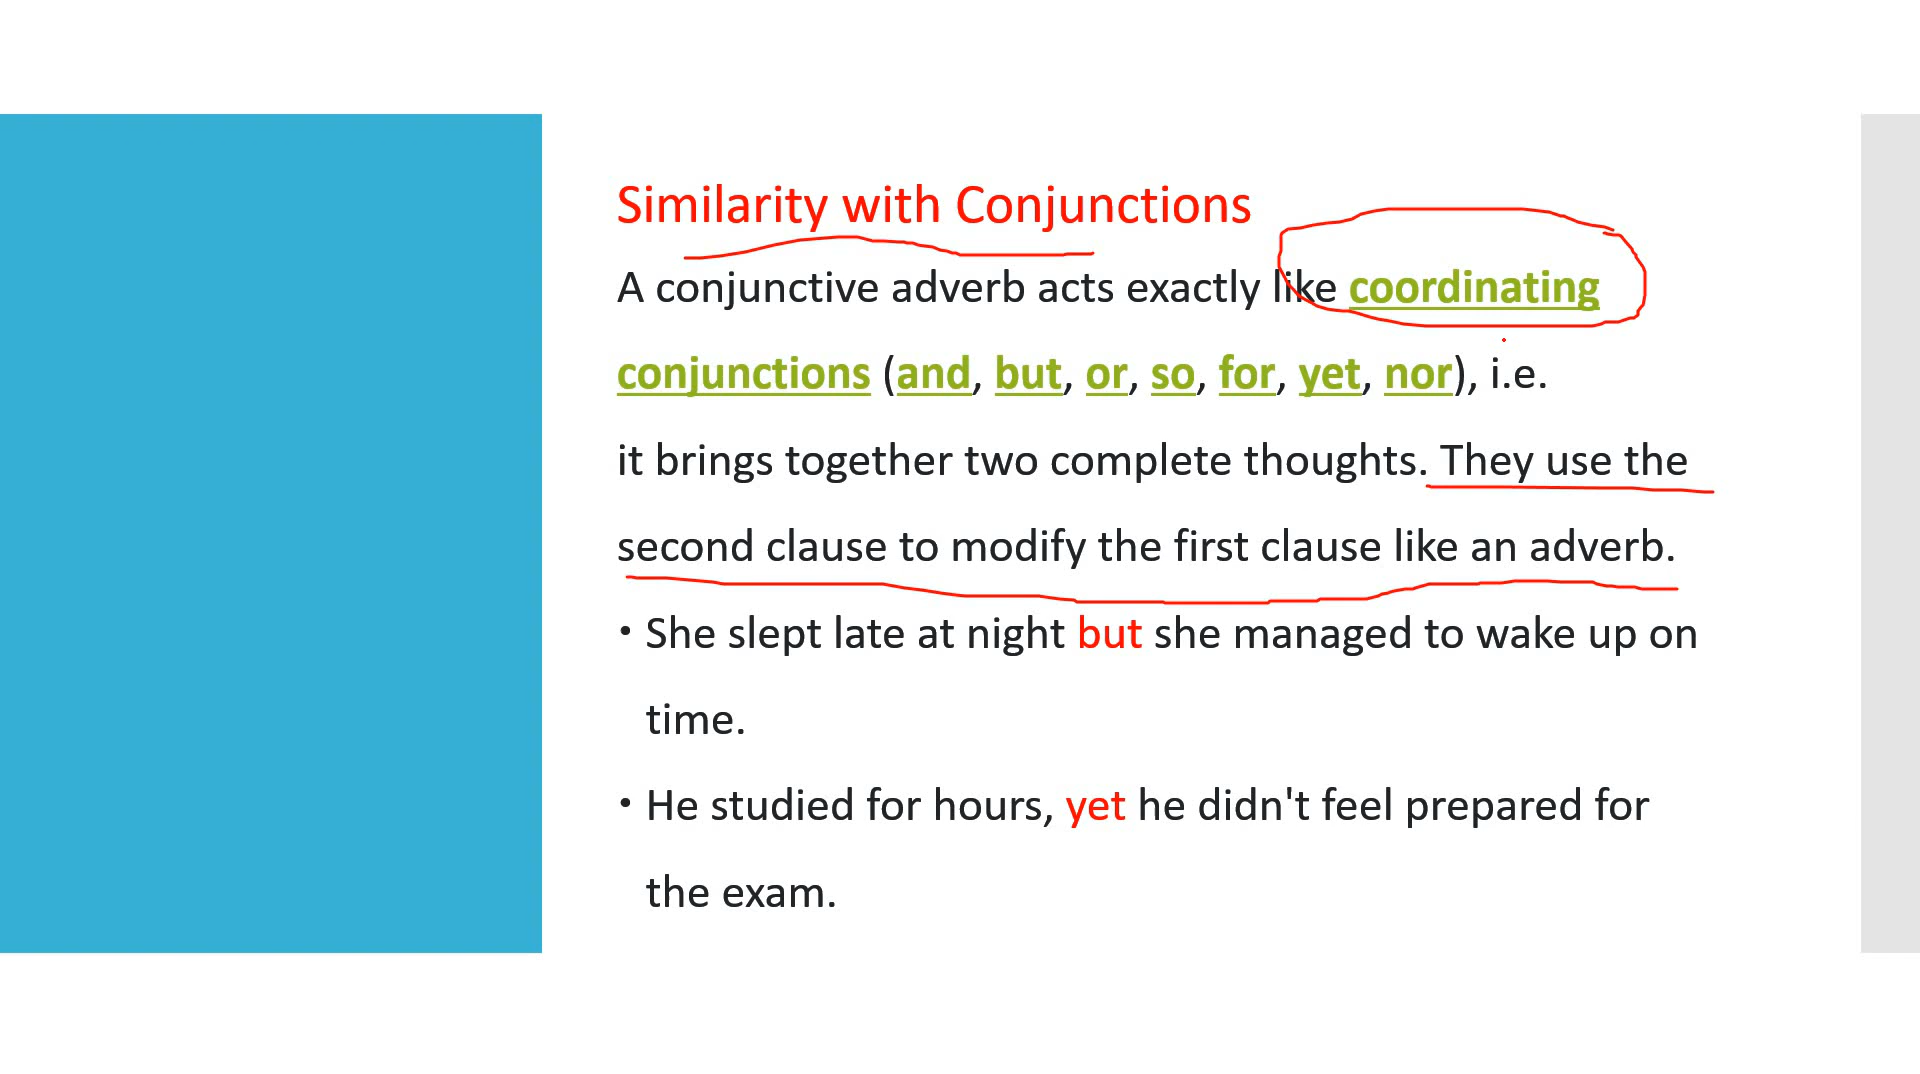 Similarity with Conjunctions
A conjunctive adverb acts exactly like coordinating
conjunctions (and, but, or, so, for, yet, nor), i.e.
it brings together two complete thoughts. They use the
second clause to modify the first clause like an adverb.
• She slept late at night but she managed to wake up on
time.
• He studied for hours, yet he didn't feel prepared for
the exam.